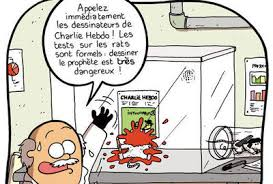 Appelez
immédiatement
les dessinateurs de
Charlie Hebdo ! Les
tests sur les rats
sont formels : dessiner
le prophète est très
dangereux !
CHARLIE HEBDO